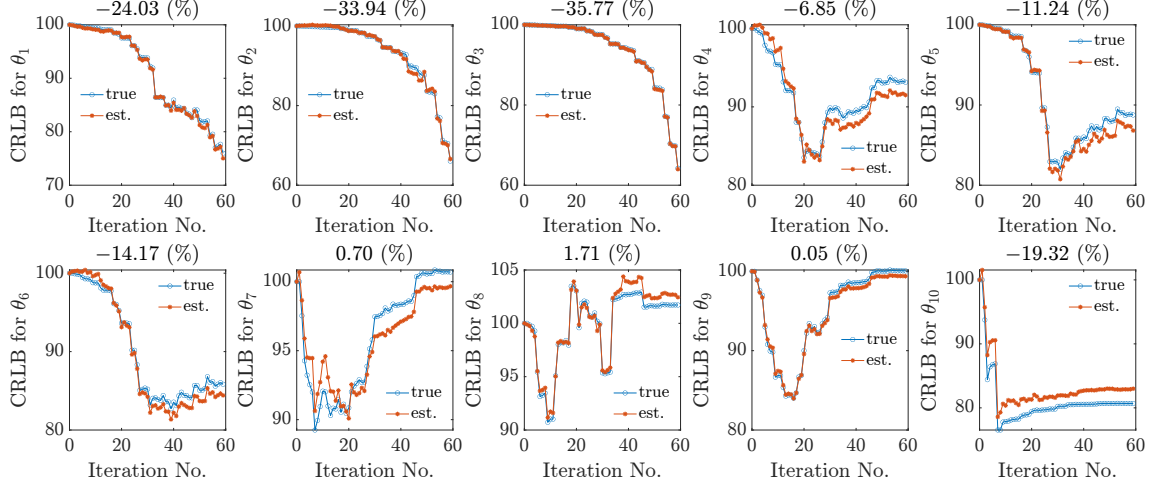 −24.03 (%)
−33.94 (%)
−35.77 (%)
−6.85 (%)
−11.24 (%)
CRLB for θ1
100
90
80
70
true
est.
0 20 40 60
Iteration No.
CRLB for θ2
100
80
60
true
est.
0 20 40 60
Iteration No.
CRLB for θ3
100
80
60
true
est.
0 20 40 60
Iteration No.
CRLB for θ4
100
90
80
true
est.
0 20 40 60
Iteration No.
CRLB for θ5
100
90
80
true
est.
0 20 40 60
Iteration No.
−14.17 (%)
0.70 (%)
1.71 (%)
0.05 (%)
−19.32 (%)
CRLB for θ6
100
90
80
true
est.
0 20 40 60
Iteration No.
CRLB for θ7
100
95
90
true
est.
0 20 40 60
Iteration No.
CRLB for θ8
105
100
95
90
true
est.
0 20 40 60
Iteration No.
CRLB for θ9
100
90
80
true
est.
0 20 40 60
Iteration No.
CRLB for θ10
100
90
80
true
est.
0 20 40 60
Iteration No.